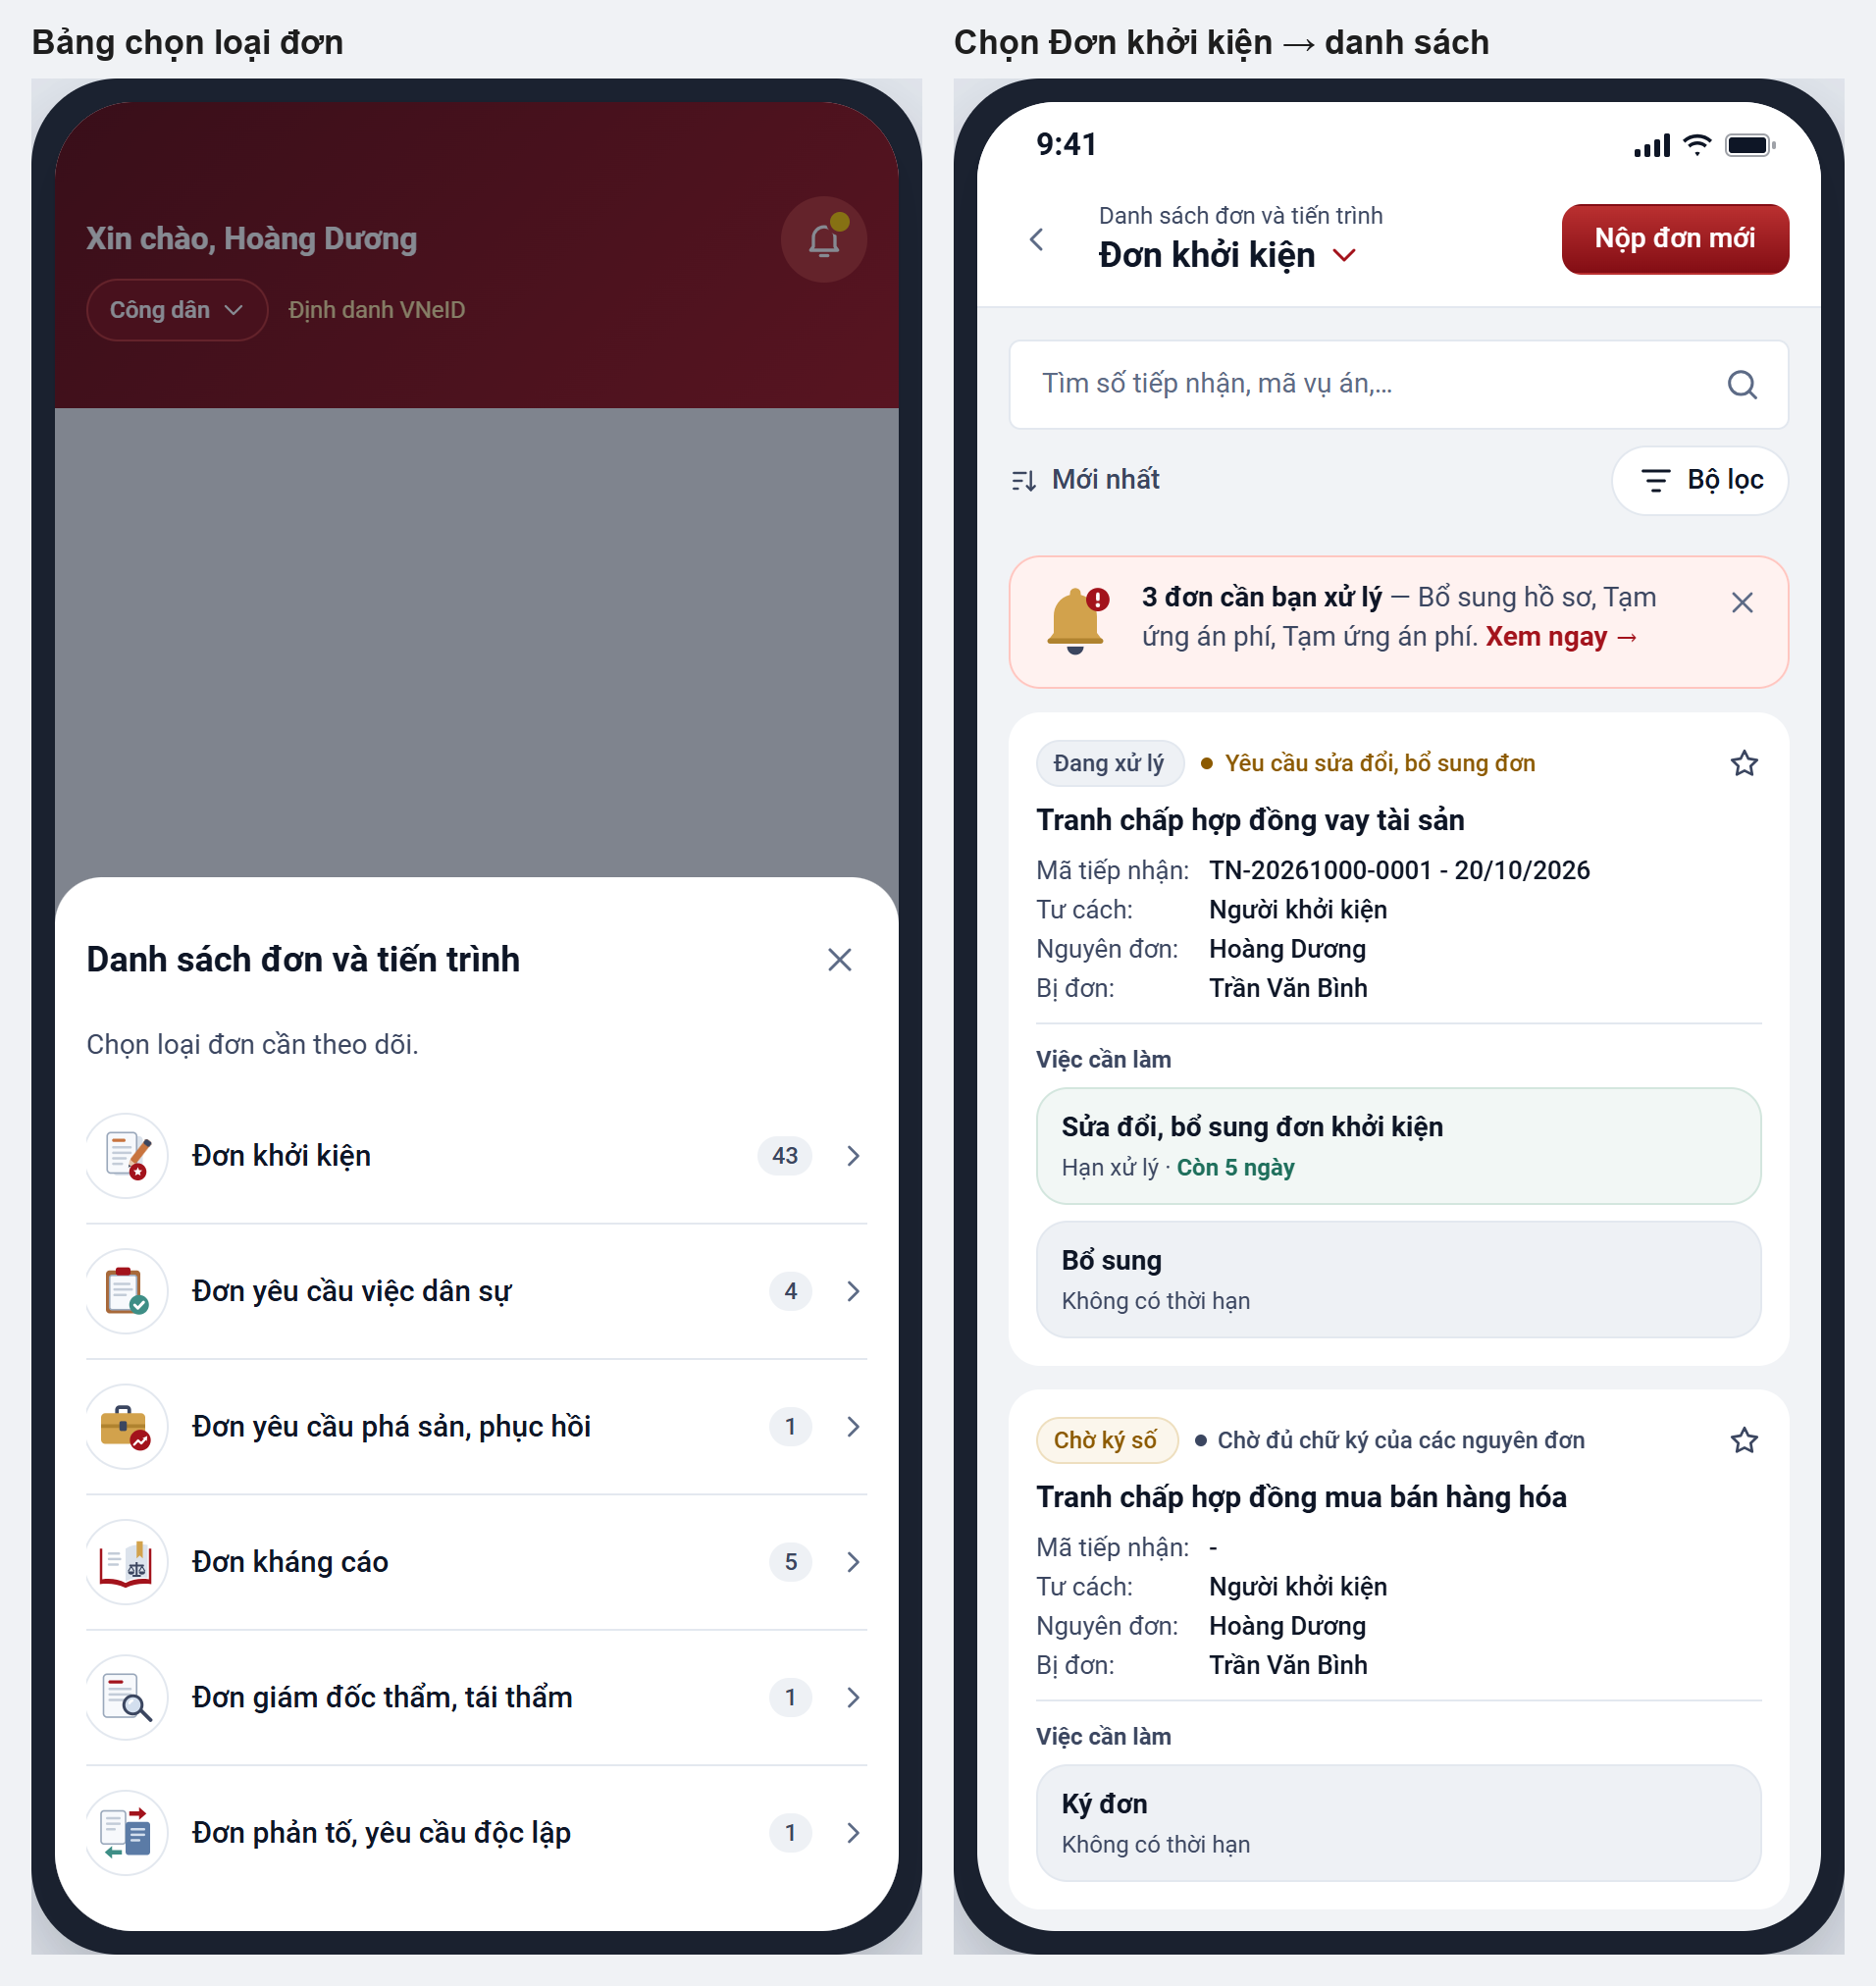 Bảng chọn loại đơn
Xin chào, Hoàng Dương
Công dân
Định danh VNeID
Danh sách đơn và tiến trình
Chọn loại đơn cần theo dõi.
Đơn khởi kiện
43
Đơn yêu cầu việc dân sự
4
Đơn yêu cầu phá sản, phục hồi
1
Đơn kháng cáo
5
Đơn giám đốc thẩm, tái thẩm
1
Đơn phản tố, yêu cầu độc lập
1
Chọn Đơn khởi kiện → danh sách
9:41
Danh sách đơn và tiến trình
Đơn khởi kiện
Nộp đơn mới
Tìm số tiếp nhận, mã vụ án,...
Mới nhất
Bộ lọc
3 đơn cần bạn xử lý — Bổ sung hồ sơ, Tạm
ứng án phí, Tạm ứng án phí. Xem ngay →
Đang xử lý
• Yêu cầu sửa đổi, bổ sung đơn
Tranh chấp hợp đồng vay tài sản
Mã tiếp nhận: TN-20261000-0001 - 20/10/2026
Tư cách: Người khởi kiện
Nguyên đơn: Hoàng Dương
Bị đơn: Trần Văn Bình
Việc cần làm
Sửa đổi, bổ sung đơn khởi kiện
Hạn xử lý · Còn 5 ngày
Bổ sung
Không có thời hạn
Chờ ký số
• Chờ đủ chữ ký của các nguyên đơn
Tranh chấp hợp đồng mua bán hàng hóa
Mã tiếp nhận: -
Tư cách: Người khởi kiện
Nguyên đơn: Hoàng Dương
Bị đơn: Trần Văn Bình
Việc cần làm
Ký đơn
Không có thời hạn